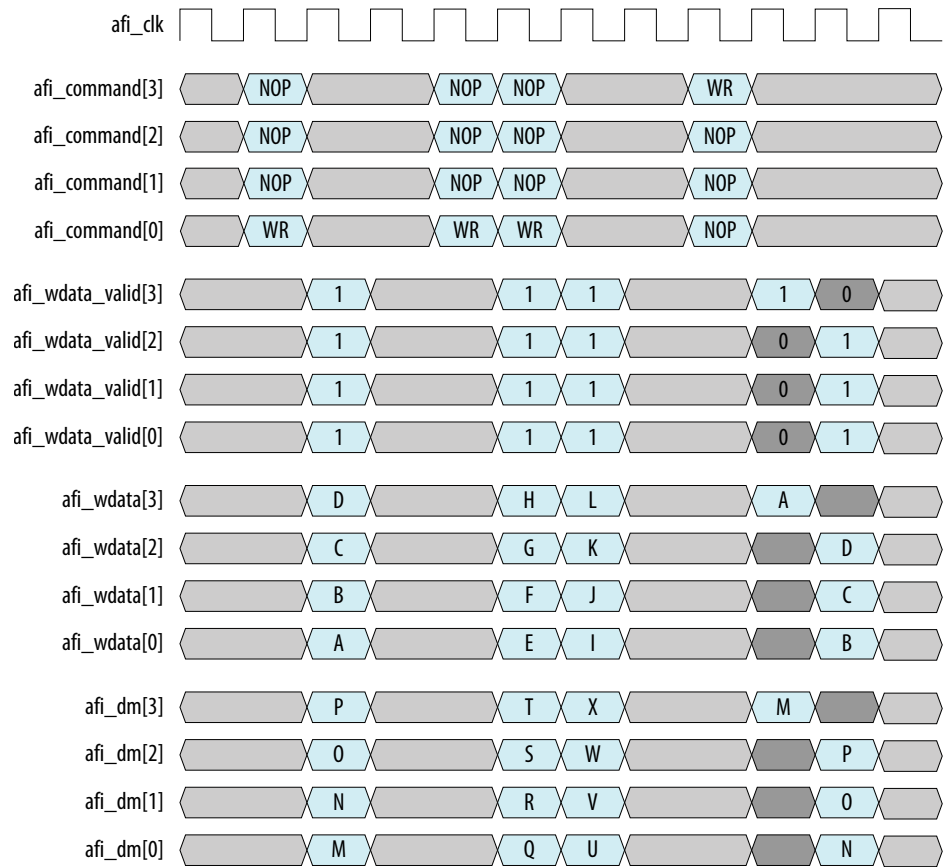 afi_clk
afi_command[3] NOP NOP NOP WR
afi_command[2] NOP NOP NOP NOP
afi_command[1] NOP NOP NOP NOP
afi_command[0] WR WR WR NOP
afi_wdata_valid[3] 1 1 1 1 0
afi_wdata_valid[2] 1 1 1 0 1
afi_wdata_valid[1] 1 1 1 0 1
afi_wdata_valid[0] 1 1 1 0 1
afi_wdata[3] D H L A
afi_wdata[2] C G K D
afi_wdata[1] B F J C
afi_wdata[0] A E I B
afi_dm[3] P T X M
afi_dm[2] O S W P
afi_dm[1] N R V O
afi_dm[0] M Q U N